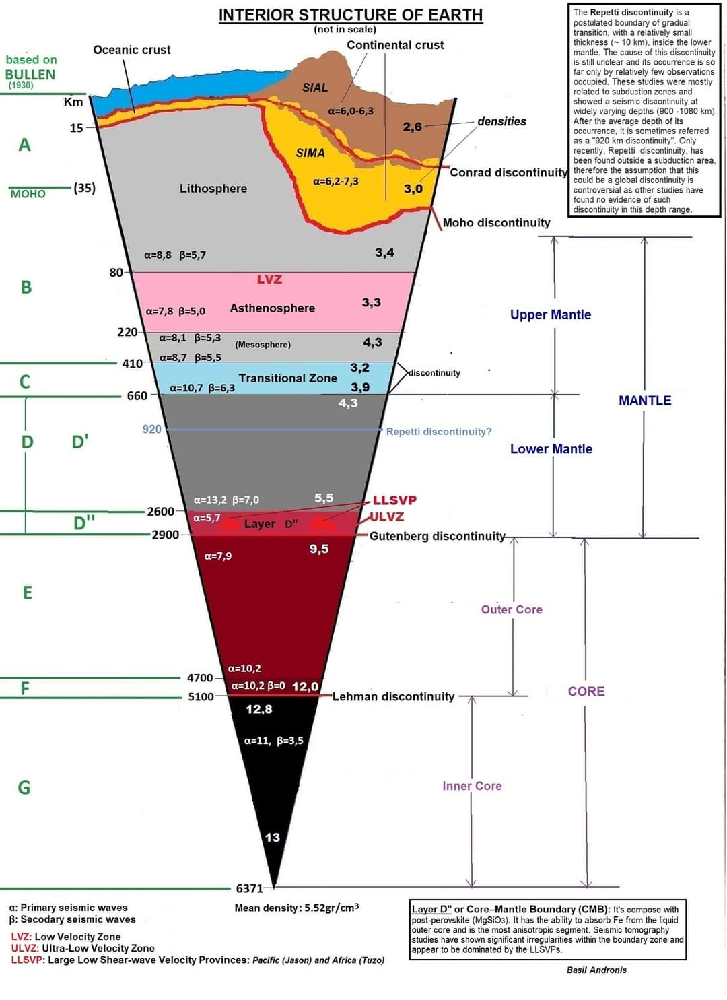 INTERIOR STRUCTURE OF EARTH
(not in scale)
Oceanic crust
Continental crust
based on
BULLEN
(1930)
Km
15
A
MOHO
(35)
SIAL
α=6,0-6,3
2,6
densities
SIMA
α=6,2-7,3
3,0
Conrad discontinuity
Moho discontinuity
Lithosphere
α=8,8 β=5,7
3,4
80
B
LVZ
α=7,8 β=5,0
Asthenosphere
3,3
220
α=8,1 β=5,3
(Mesosphere)
4,3
α=8,7 β=5,5
410
3,2
C
Transitional Zone
discontinuity
α=10,7 β=6,3
3,9
660
4,3
920
Repetti discontinuity?
D
D'
α=13,2 β=7,0
5,5
LLSVP
2600
α=5,7
Layer D"
ULVZ
D"
2900
Gutenberg discontinuity
9,5
α=7,9
E
α=10,2
4700
F
α=10,2 β=0
12,0
5100
Lehman discontinuity
12,8
α=11, β=3,5
G
13
6371
Upper Mantle
MANTLE
Lower Mantle
Outer Core
CORE
Inner Core
The Repetti discontinuity is a
postulated boundary of gradual
transition, with a relatively small
thickness (~ 10 km), inside the lower
mantle. The cause of this discontinuity
is still unclear and its occurrence is so
far only by relatively few observations
occupied. These studies were mostly
related to subduction zones and
showed a seismic discontinuity at
widely varying depths (900 -1080 km).
After the average depth of its
occurrence, it is sometimes referred
as a "920 km discontinuity". Only
recently, Repetti discontinuity, has
been found outside a subduction area,
therefore the assumption that this
could be a global discontinuity is
controversial as other studies have
found no evidence of such
discontinuity in this depth range.
α: Primary seismic waves
β: Secodary seismic waves
LVZ: Low Velocity Zone
ULVZ: Ultra-Low Velocity Zone
LLSVP: Large Low Shear-wave Velocity Provinces: Pacific (Jason) and Africa (Tuzo)
Mean density: 5.52gr/cm³
Layer D" or Core–Mantle Boundary (CMB): It's compose with
post-perovskite (MgSiO₃). It has the ability to absorb Fe from the liquid
outer core and is the most anisotropic segment. Seismic tomography
studies have shown significant irregularities within the boundary zone and
appear to be dominated by the LLSVPs.
Basil Andronis